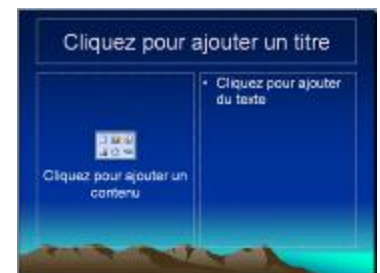 Cliquez pour ajouter un titre
Cliquez pour ajouter un
contenu
• Cliquez pour ajouter
du texte